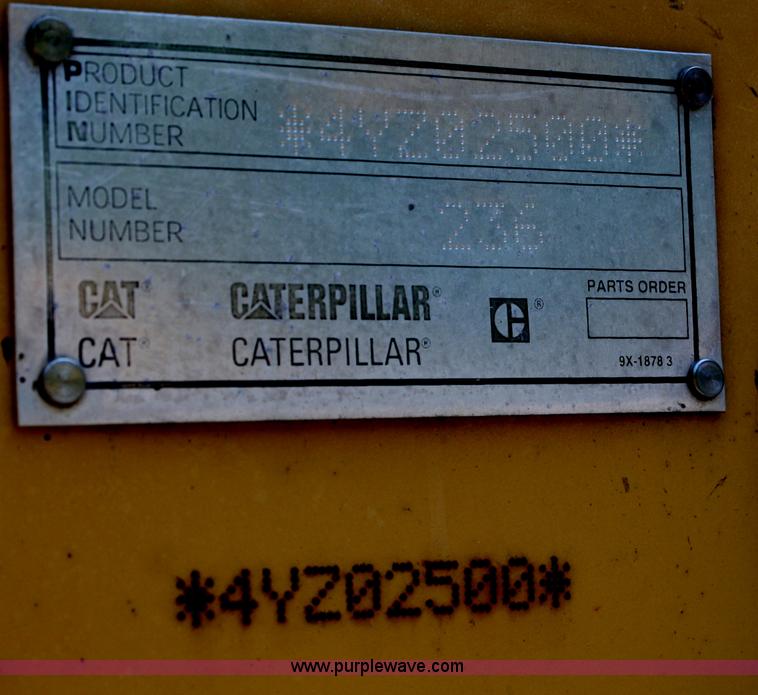 PRODUCT
IDENTIFICATION
NUMBER
*4YZ02500*
MODEL
NUMBER
236
CAT® CATERPILLAR® C®
PARTS ORDER
CAT® CATERPILLAR®
9X-1878 3
*4YZ02500*
www.purplewave.com